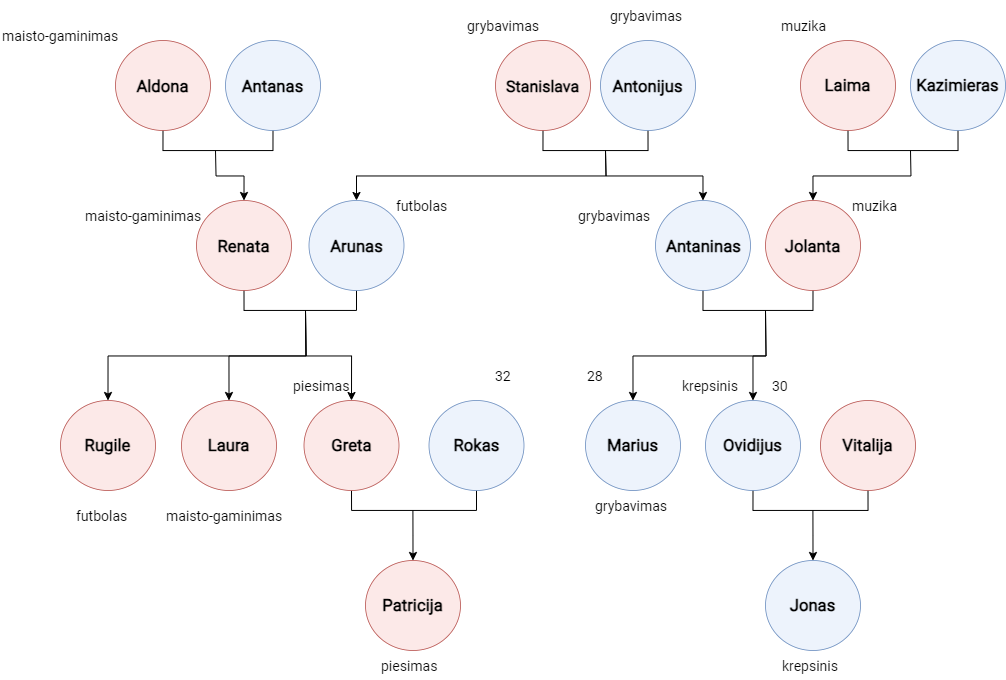 maisto-gaminimas
grybavimas
grybavimas
muzika
Aldona
Antanas
Stanislava
Antonijus
Laima
Kazimieras
maisto-gaminimas
futbolas
grybavimas
muzika
Renata
Arunas
Antaninas
Jolanta
piesimas
32
28
krepsinis
30
Rugile
Laura
Greta
Rokas
Marius
Ovidijus
Vitalija
futbolas
maisto-gaminimas
grybavimas
Patricija
Jonas
piesimas
krepsinis